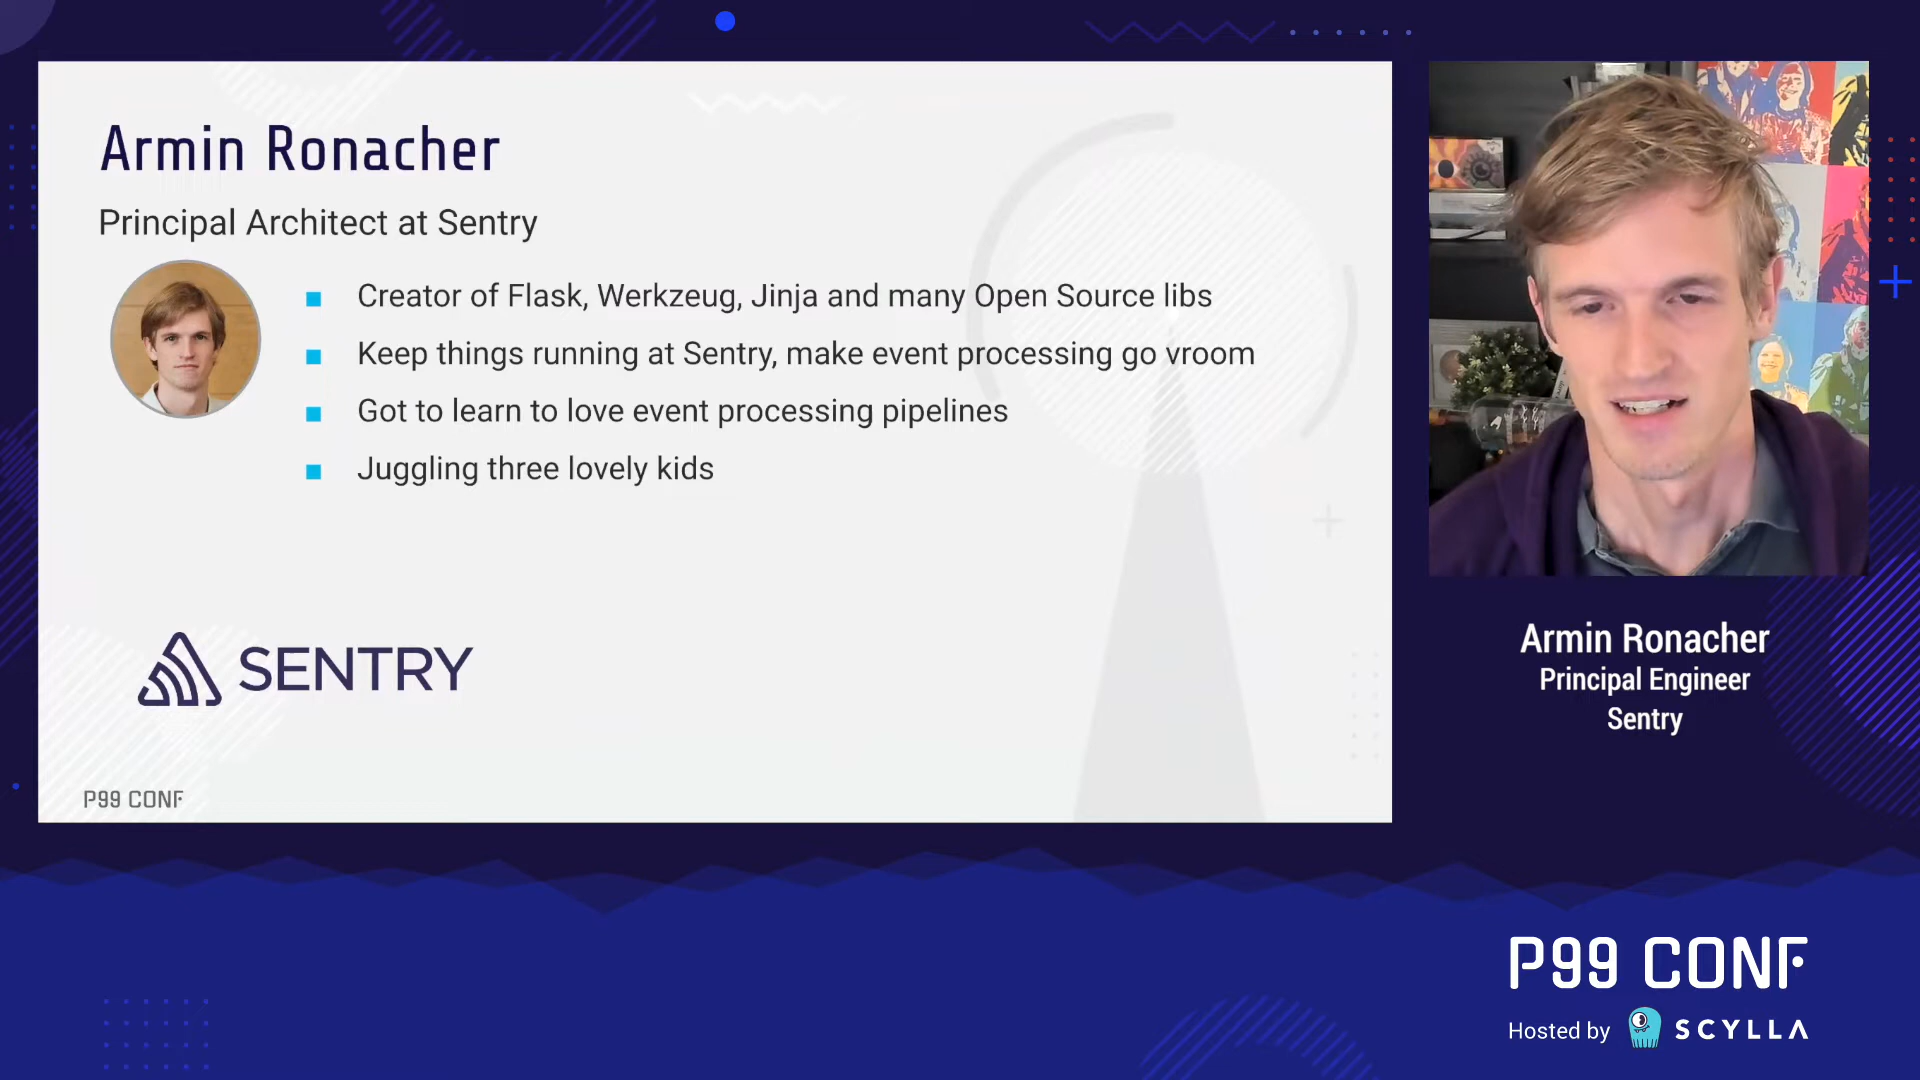 Armin Ronacher
Principal Architect at Sentry
Creator of Flask, Werkzeug, Jinja and many Open Source libs
Keep things running at Sentry, make event processing go vroom
Got to learn to love event processing pipelines
Juggling three lovely kids
SENTRY
P99 CONF
Armin Ronacher
Principal Engineer
Sentry
P99 CONF
Hosted by SCYLLA